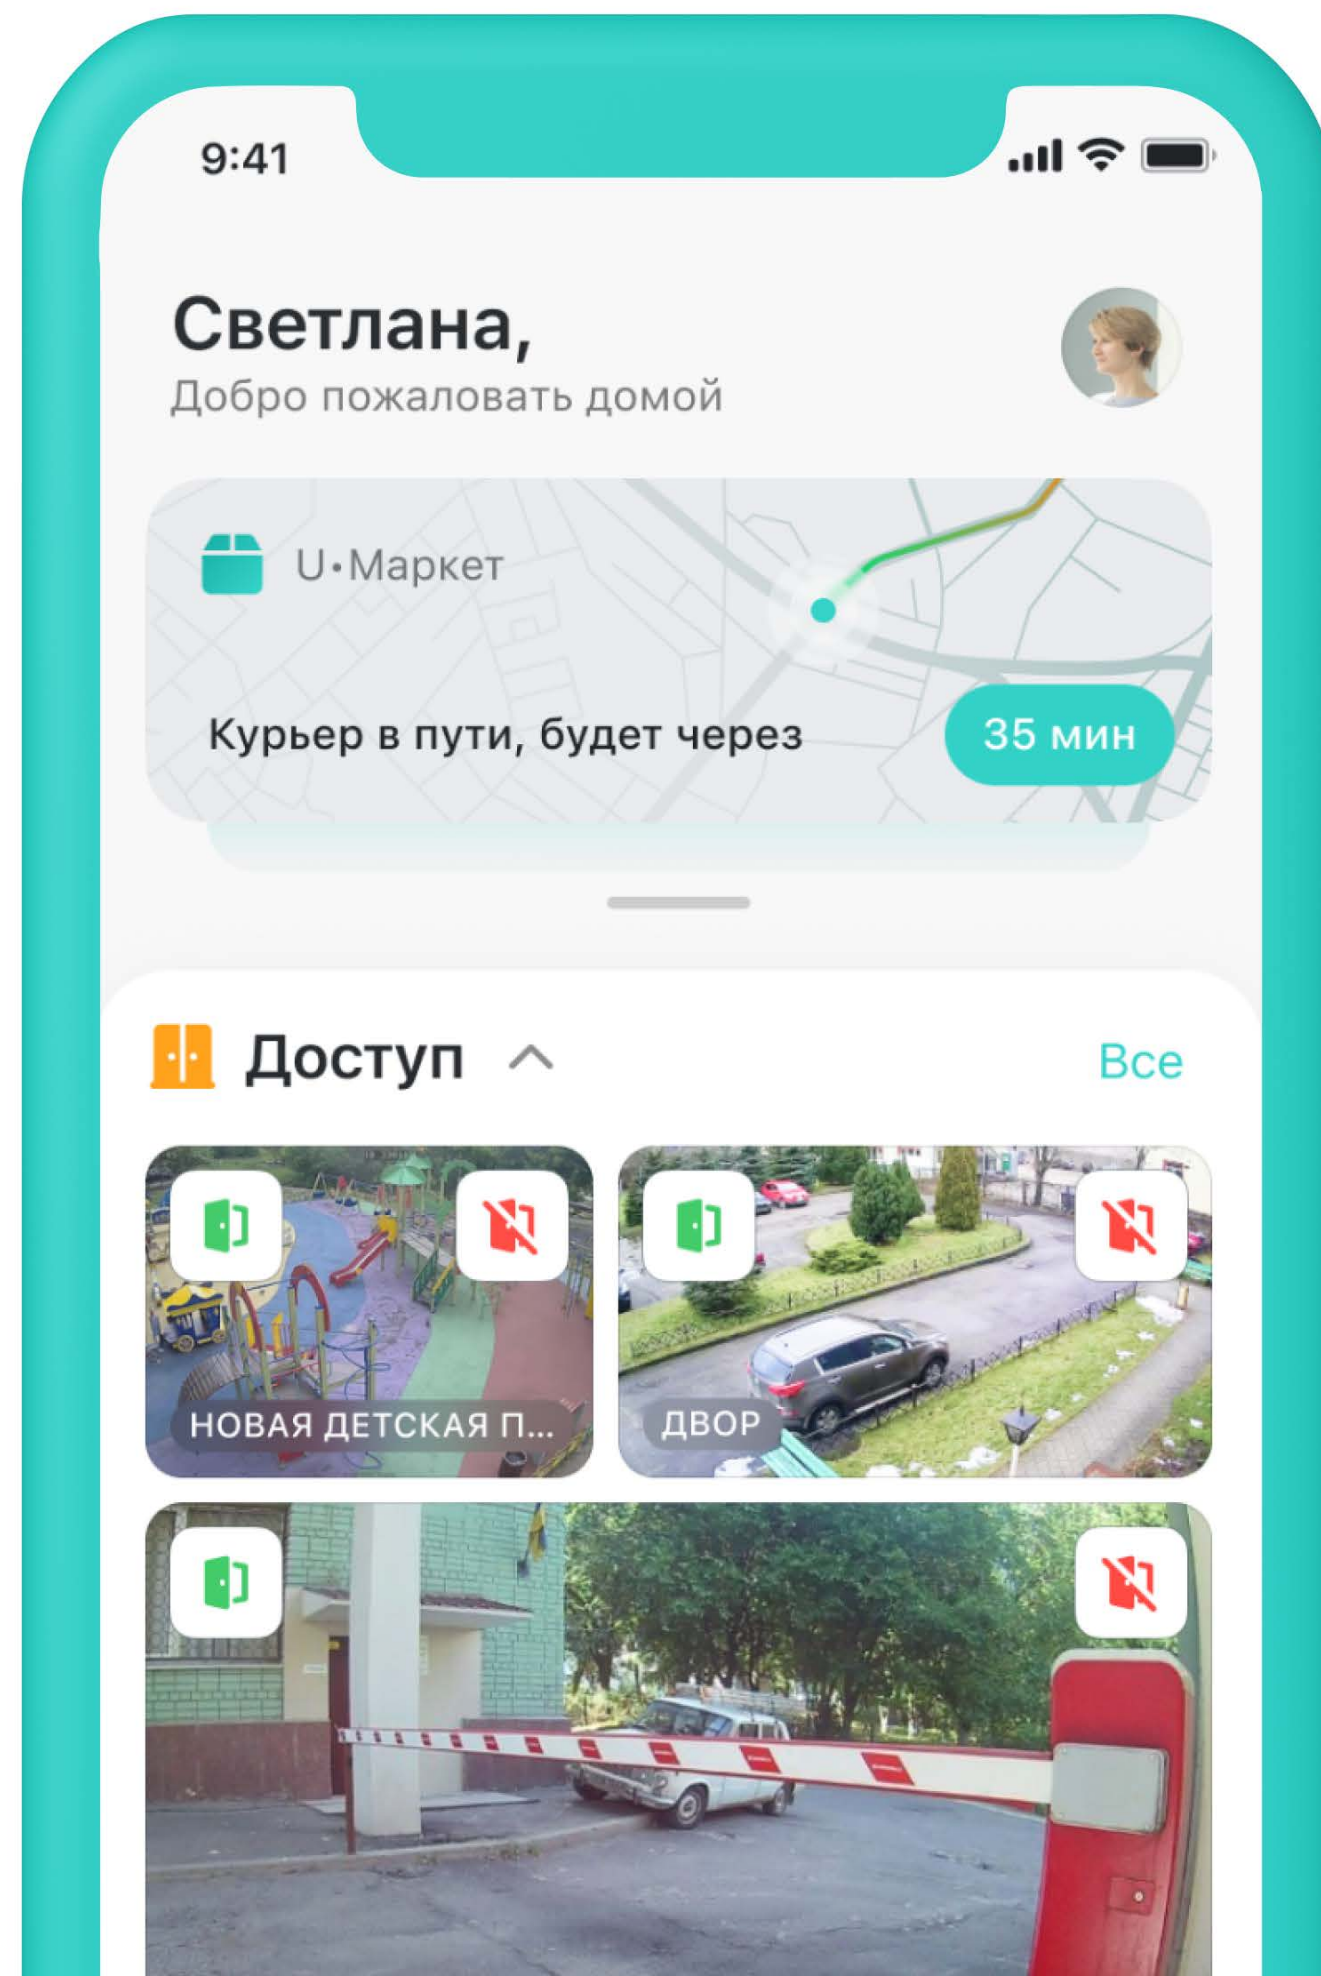 9:41
Светлана,
Добро пожаловать домой
U•Маркет
Курьер в пути, будет через
35 мин
Доступ
Все
НОВАЯ ДЕТСКАЯ П...
ДВОР